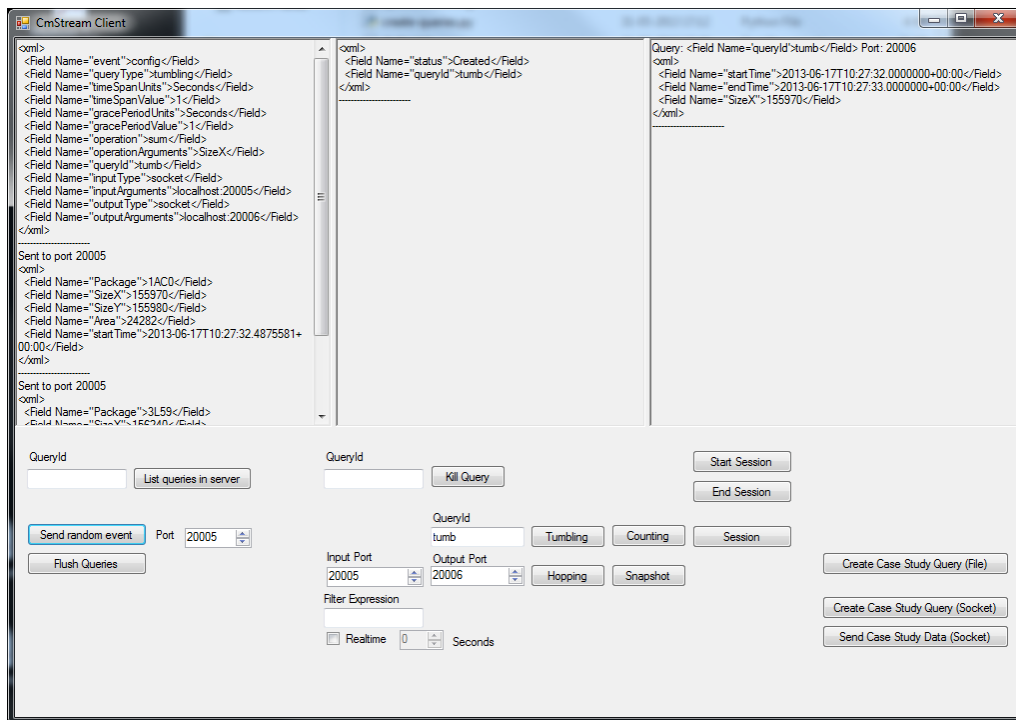 CmStream Client
<xml>
<Field Name="event">config</Field>
<Field Name="queryType">tumbling</Field>
<Field Name="timeSpanUnits">Seconds</Field>
<Field Name="timeSpanValue">1</Field>
<Field Name="gracePeriodUnits">Seconds</Field>
<Field Name="gracePeriodValue">1</Field>
<Field Name="operation">sum</Field>
<Field Name="operationArguments">SizeX</Field>
<Field Name="queryId">tumb</Field>
<Field Name="inputType">socket</Field>
<Field Name="inputArguments">localhost:20005</Field>
<Field Name="outputType">socket</Field>
<Field Name="outputArguments">localhost:20006</Field>
</xml>
------------------------
Sent to port 20005
<xml>
<Field Name="Package">1AC0</Field>
<Field Name="SizeX">155970</Field>
<Field Name="SizeY">155980</Field>
<Field Name="Area">24282</Field>
<Field Name="startTime">2013-06-17T10:27:32.4875581+
00:00</Field>
</xml>
------------------------
Sent to port 20005
<xml>
<Field Name="Package">3L59</Field>
<Field Name="SizeX">156240</Field>
<xml>
<Field Name="status">Created</Field>
<Field Name="queryId">tumb</Field>
</xml>
------------------------
Query: <Field Name='queryId'>tumb</Field> Port: 20006
<xml>
<Field Name="startTime">2013-06-17T10:27:32.0000000+00:00</Field>
<Field Name="endTime">2013-06-17T10:27:33.0000000+00:00</Field>
<Field Name="SizeX">155970</Field>
</xml>
------------------------
QueryId
List queries in server
QueryId
Kill Query
Start Session
End Session
Send random event
Port
20005
Flush Queries
QueryId
tumb
Tumbling
Counting
Session
Input Port
Output Port
20005
20006
Hopping
Snapshot
Filter Expression
Realtime
0
Seconds
Create Case Study Query (File)
Create Case Study Query (Socket)
Send Case Study Data (Socket)